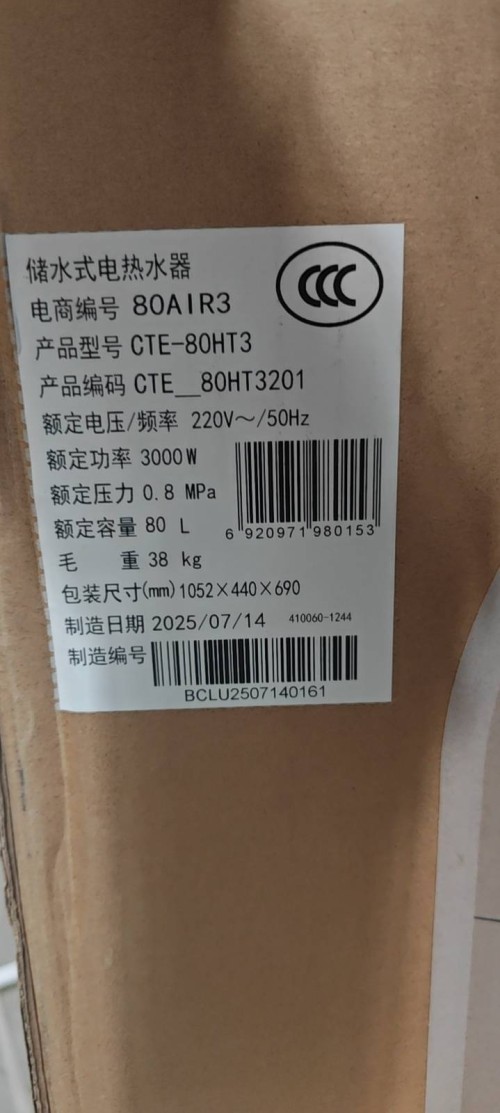 储水式电热水器
CCC
电商编号 80AIR3
产品型号 CTE-80HT3
产品编码 CTE__80HT3201
额定电压/频率 220V～/50Hz
额定功率 3000W
额定压力 0.8 MPa
额定容量 80 L
6 920971 980153
毛 重 38 kg
包装尺寸(mm) 1052×440×690
制造日期 2025/07/14 410060-1244
制造编号
BCLU2507140161